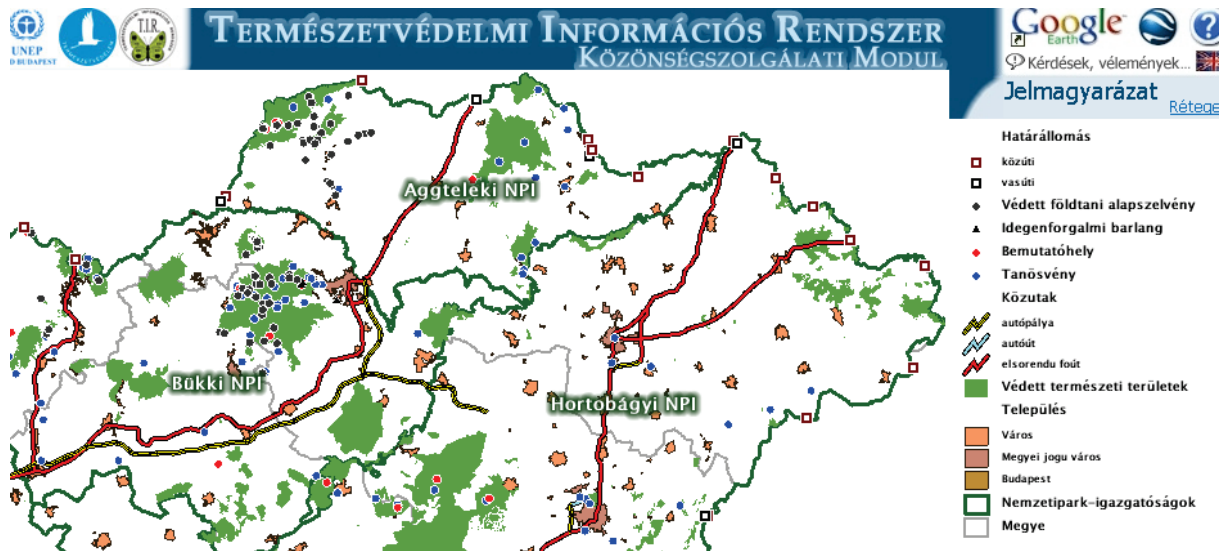 UNEP
D BUDAPEST
T.I.R.
TERMÉSZETVÉDELMI INFORMÁCIÓS RENDSZER
KÖZÖNSÉGSZOLGÁLATI MODUL
Google
Earth
?
Kérdések, vélemények...
Jelmagyarázat
Rétege
Határállomás
közúti
vasúti
Védett földtani alapszelvény
Idegenforgalmi barlang
Bemutatóhely
Tanösvény
Közutak
autópálya
autóút
elsorendu foút
Védett természeti területek
Település
Város
Megyei jogu város
Budapest
Nemzetipark-igazgatóságok
Megye
Aggteleki NPI
Bükki NPI
Hortobágyi NPI